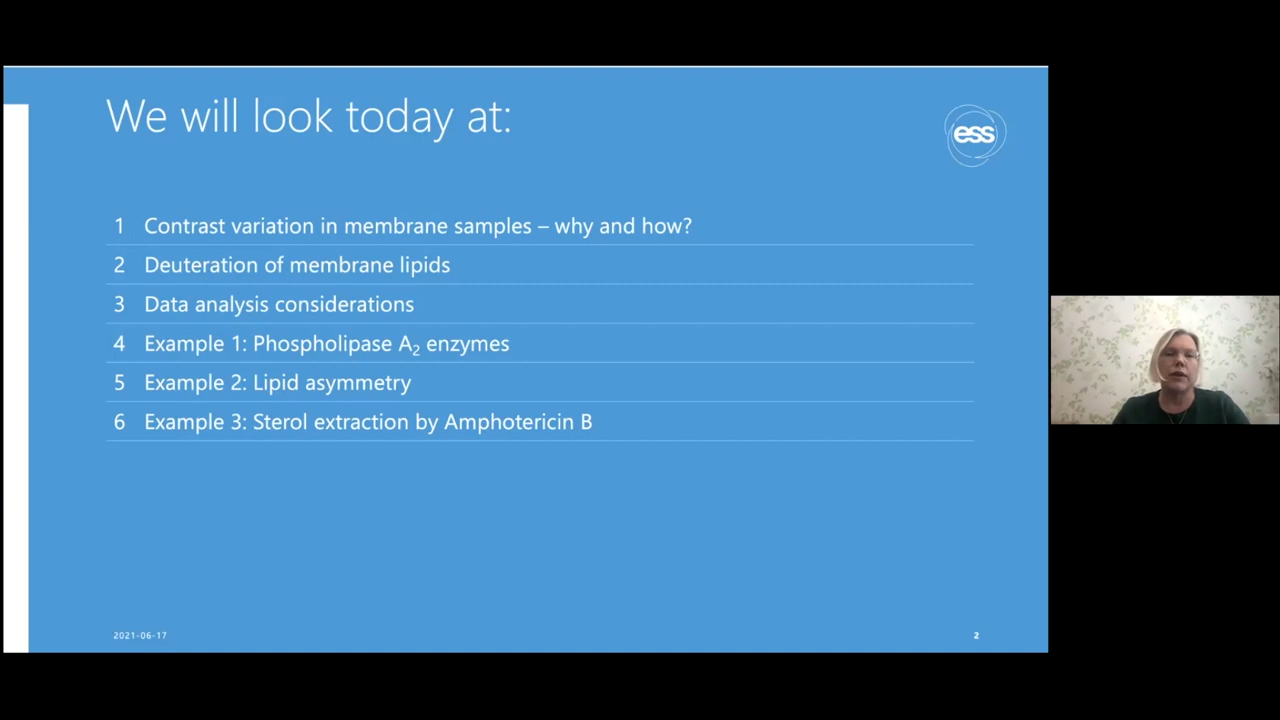 We will look today at:
ess
1 Contrast variation in membrane samples – why and how?
2 Deuteration of membrane lipids
3 Data analysis considerations
4 Example 1: Phospholipase A₂ enzymes
5 Example 2: Lipid asymmetry
6 Example 3: Sterol extraction by Amphotericin B
2021-06-17
2